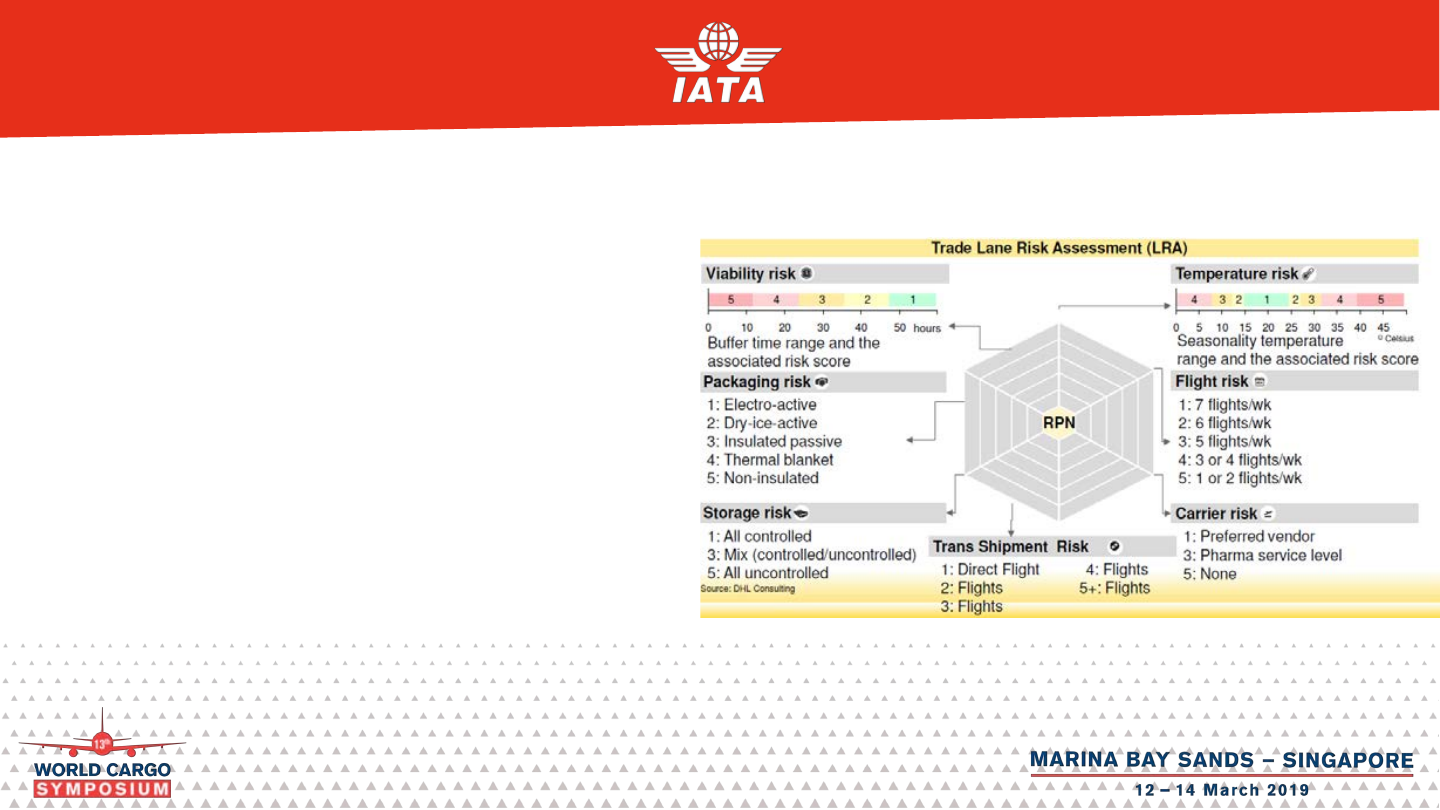 IATA
Trade Lane Risk Assessment (LRA)
Viability risk
5 4 3 2 1
0 10 20 30 40 50 hours
Buffer time range and the
associated risk score
Temperature risk
4 3 2 1 2 3 4 5
0 5 10 15 20 25 30 35 40 45
º Celsius
Seasonality temperature
range and the associated risk score
Packaging risk
1: Electro-active
2: Dry-ice-active
3: Insulated passive
4: Thermal blanket
5: Non-insulated
RPN
Flight risk
1: 7 flights/wk
2: 6 flights/wk
3: 5 flights/wk
4: 3 or 4 flights/wk
5: 1 or 2 flights/wk
Storage risk
1: All controlled
3: Mix (controlled/uncontrolled)
5: All uncontrolled
Source: DHL Consulting
Trans Shipment Risk
1: Direct Flight 4: Flights
2: Flights 5+: Flights
3: Flights
Carrier risk
1: Preferred vendor
3: Pharma service level
5: None
13th
WORLD CARGO
SYMPOSIUM
MARINA BAY SANDS – SINGAPORE
12 – 14 March 2019